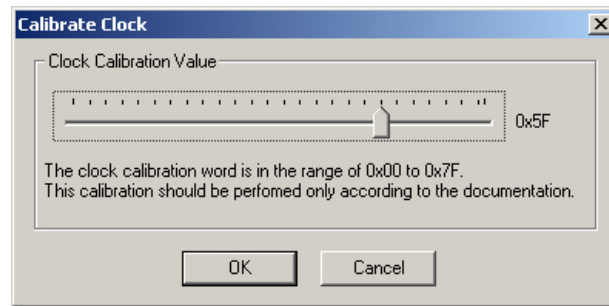 Calibrate Clock
Clock Calibration Value
0x5F
The clock calibration word is in the range of 0x00 to 0x7F.
This calibration should be perfomed only according to the documentation.
OK
Cancel